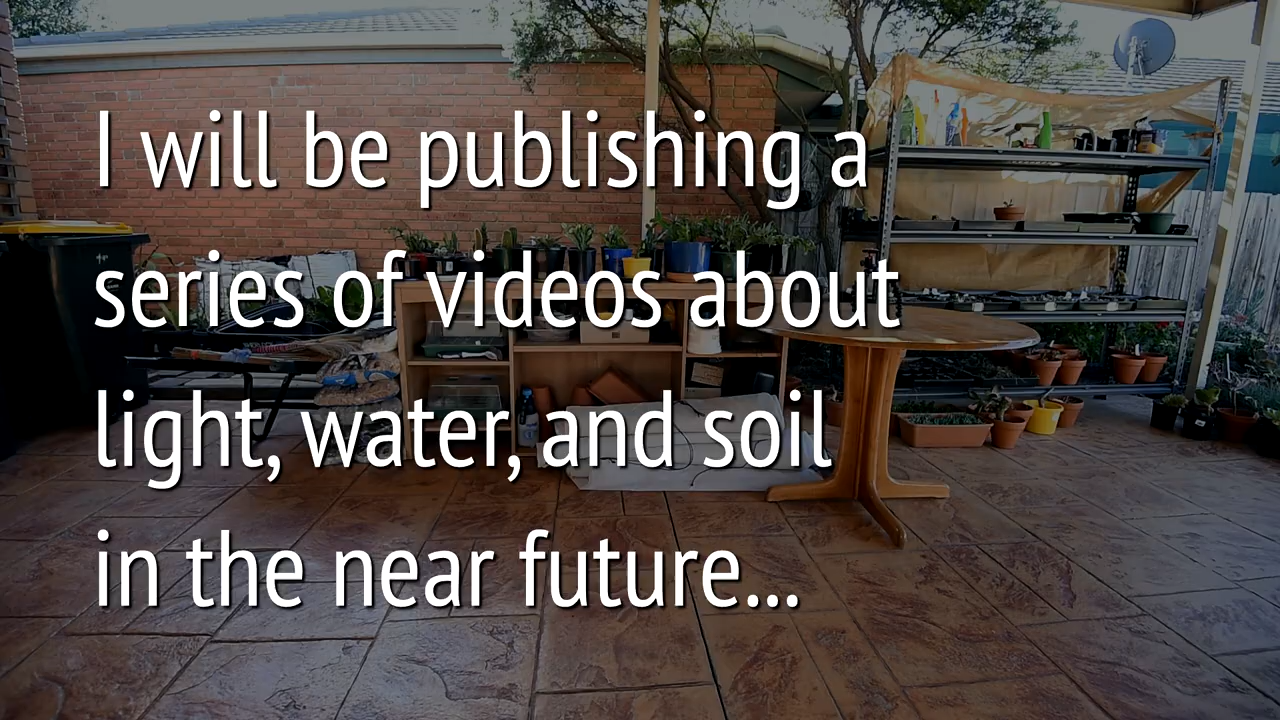 I will be publishing a
series of videos about
light, water, and soil
in the near future...